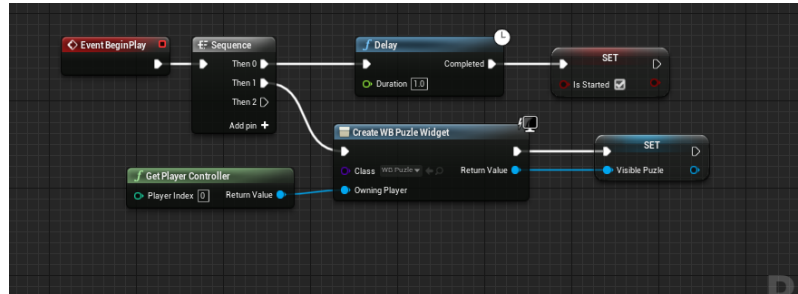 Event BeginPlay
Sequence
Then 0
Then 1
Then 2
Add pin +
Delay
Completed
Duration 1.0
SET
Is Started
Create WB Puzle Widget
Class WB Puzle
Return Value
Owning Player
SET
Visible Puzle
Get Player Controller
Player Index 0
Return Value